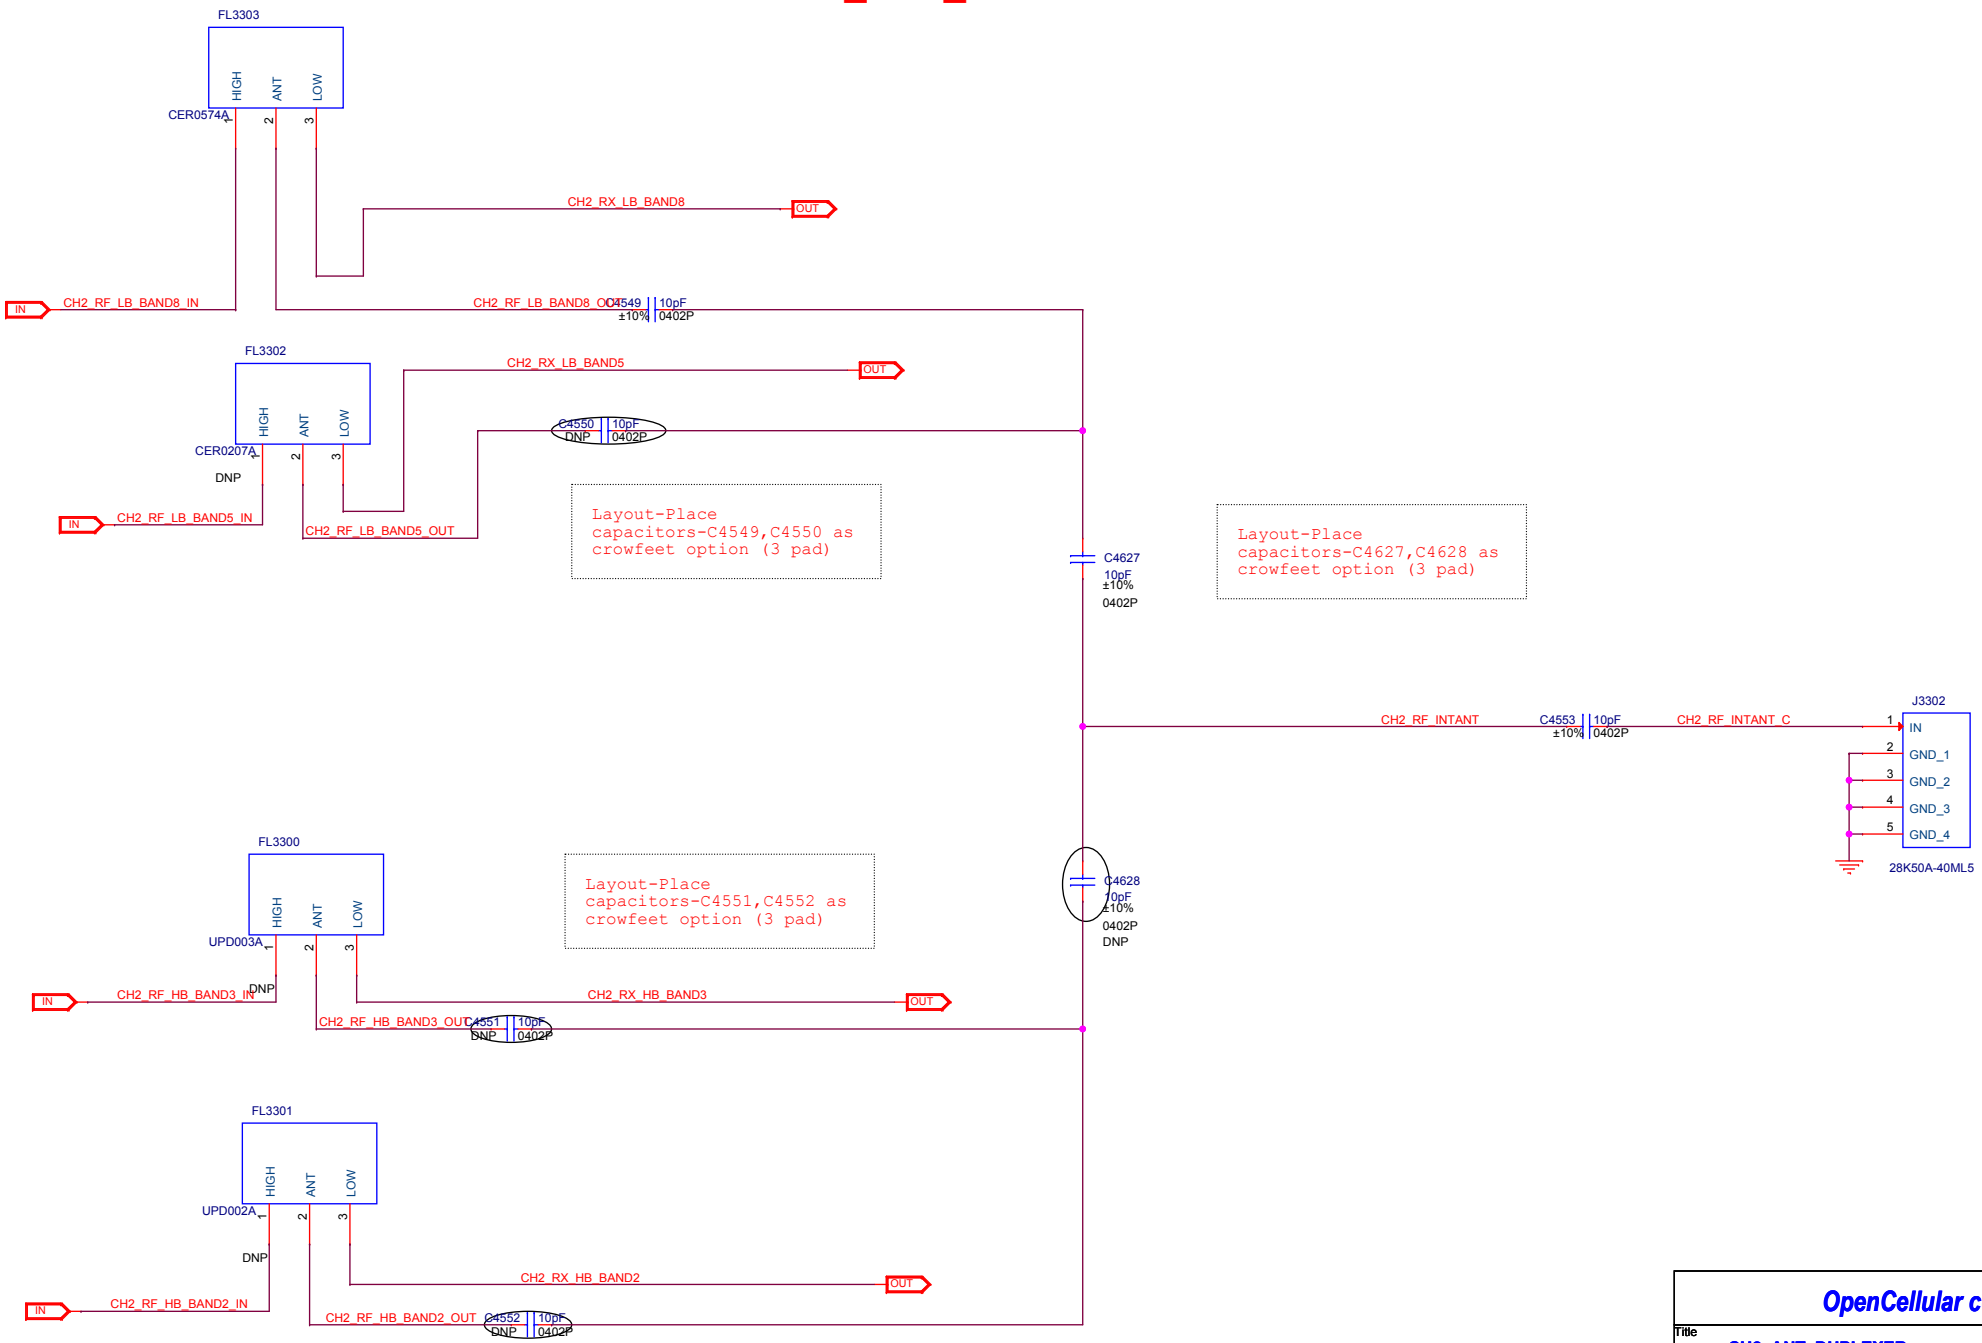 FL3303
HIGH
ANT
LOW
CER0574A
1
2
3
CH2_RX_LB_BAND8
OUT
IN
CH2_RF_LB_BAND8_IN
CH2_RF_LB_BAND8_OUT
C4549
10pF
±10%
0402P
FL3302
HIGH
ANT
LOW
CER0207A
1
2
3
DNP
CH2_RX_LB_BAND5
OUT
C4550
10pF
DNP
0402P
IN
CH2_RF_LB_BAND5_IN
CH2_RF_LB_BAND5_OUT
Layout-Place
capacitors-C4549,C4550 as
crowfeet option (3 pad)
C4627
10pF
±10%
0402P
Layout-Place
capacitors-C4627,C4628 as
crowfeet option (3 pad)
CH2_RF_INTANT
C4553
10pF
±10%
0402P
CH2_RF_INTANT_C
J3302
1
IN
2
GND_1
3
GND_2
4
GND_3
5
GND_4
28K50A-40ML5
FL3300
HIGH
ANT
LOW
UPD003A
1
2
3
DNP
Layout-Place
capacitors-C4551,C4552 as
crowfeet option (3 pad)
C4628
10pF
±10%
0402P
DNP
IN
CH2_RF_HB_BAND3_IN
CH2_RX_HB_BAND3
OUT
CH2_RF_HB_BAND3_OUT
C4551
10pF
DNP
0402P
FL3301
HIGH
ANT
LOW
UPD002A
1
2
3
DNP
CH2_RX_HB_BAND2
OUT
IN
CH2_RF_HB_BAND2_IN
CH2_RF_HB_BAND2_OUT
C4552
10pF
DNP
0402P
OpenCellular c
Title